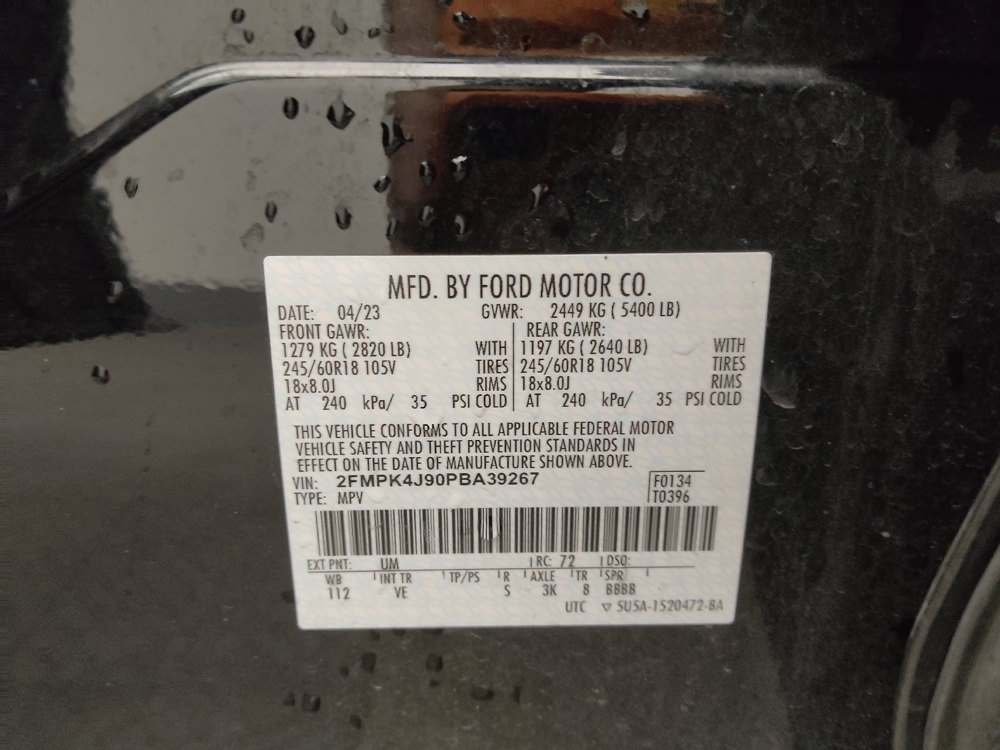 MFD. BY FORD MOTOR CO.
DATE: 04/23 GVWR: 2449 KG ( 5400 LB)
FRONT GAWR: REAR GAWR:
1279 KG ( 2820 LB) WITH 1197 KG ( 2640 LB) WITH
245/60R18 105V TIRES 245/60R18 105V TIRES
18x8.0J RIMS 18x8.0J RIMS
AT 240 kPa/ 35 PSI COLD AT 240 kPa/ 35 PSI COLD
THIS VEHICLE CONFORMS TO ALL APPLICABLE FEDERAL MOTOR
VEHICLE SAFETY AND THEFT PREVENTION STANDARDS IN
EFFECT ON THE DATE OF MANUFACTURE SHOWN ABOVE.
VIN: 2FMPK4J90PBA39267 F0134
TYPE: MPV T0396
EXT PNT: UM RC: 72 DSO:
WB INT TR TP/PS R AXLE TR SPR
112 VE S 3K 8 BBBB
UTC ▽ 5U5A-1520472-BA